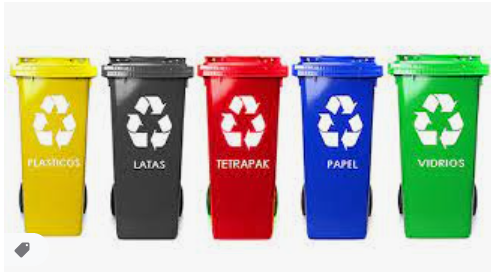 PLASTICOS
LATAS
TETRAPAK
PAPEL
VIDRIOS